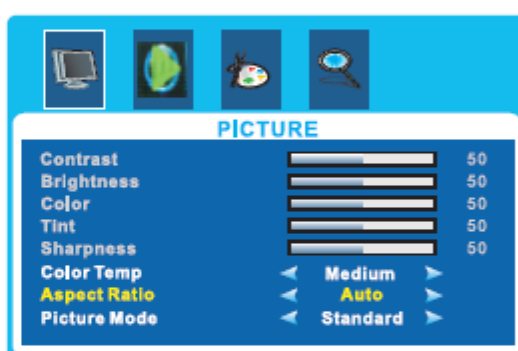 PICTURE
Contrast 50
Brightness 50
Color 50
Tint 50
Sharpness 50
Color Temp Medium
Aspect Ratio Auto
Picture Mode Standard